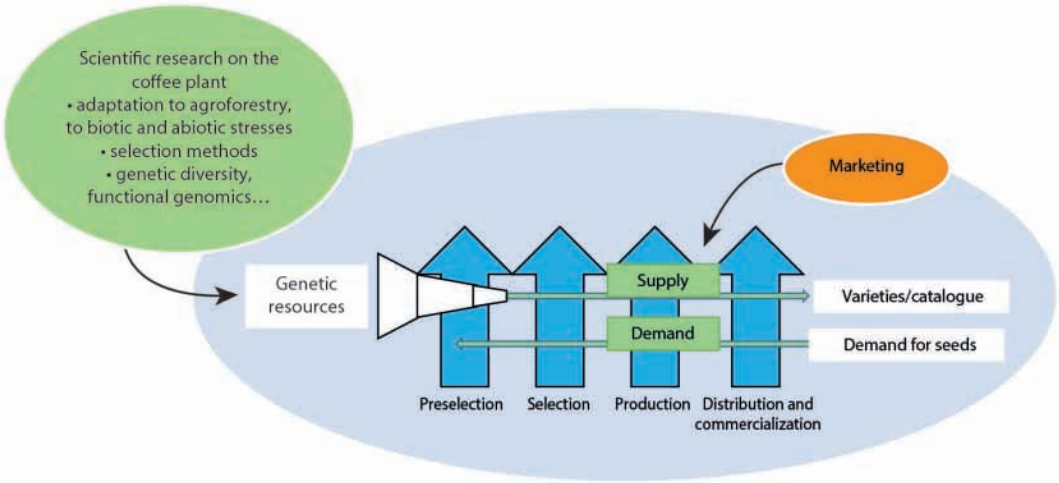 Scientific research on the
coffee plant
• adaptation to agroforestry,
to biotic and abiotic stresses
• selection methods
• genetic diversity,
functional genomics…
Marketing
Genetic
resources
Supply
Varieties/catalogue
Demand
Demand for seeds
Preselection
Selection
Production
Distribution and
commercialization